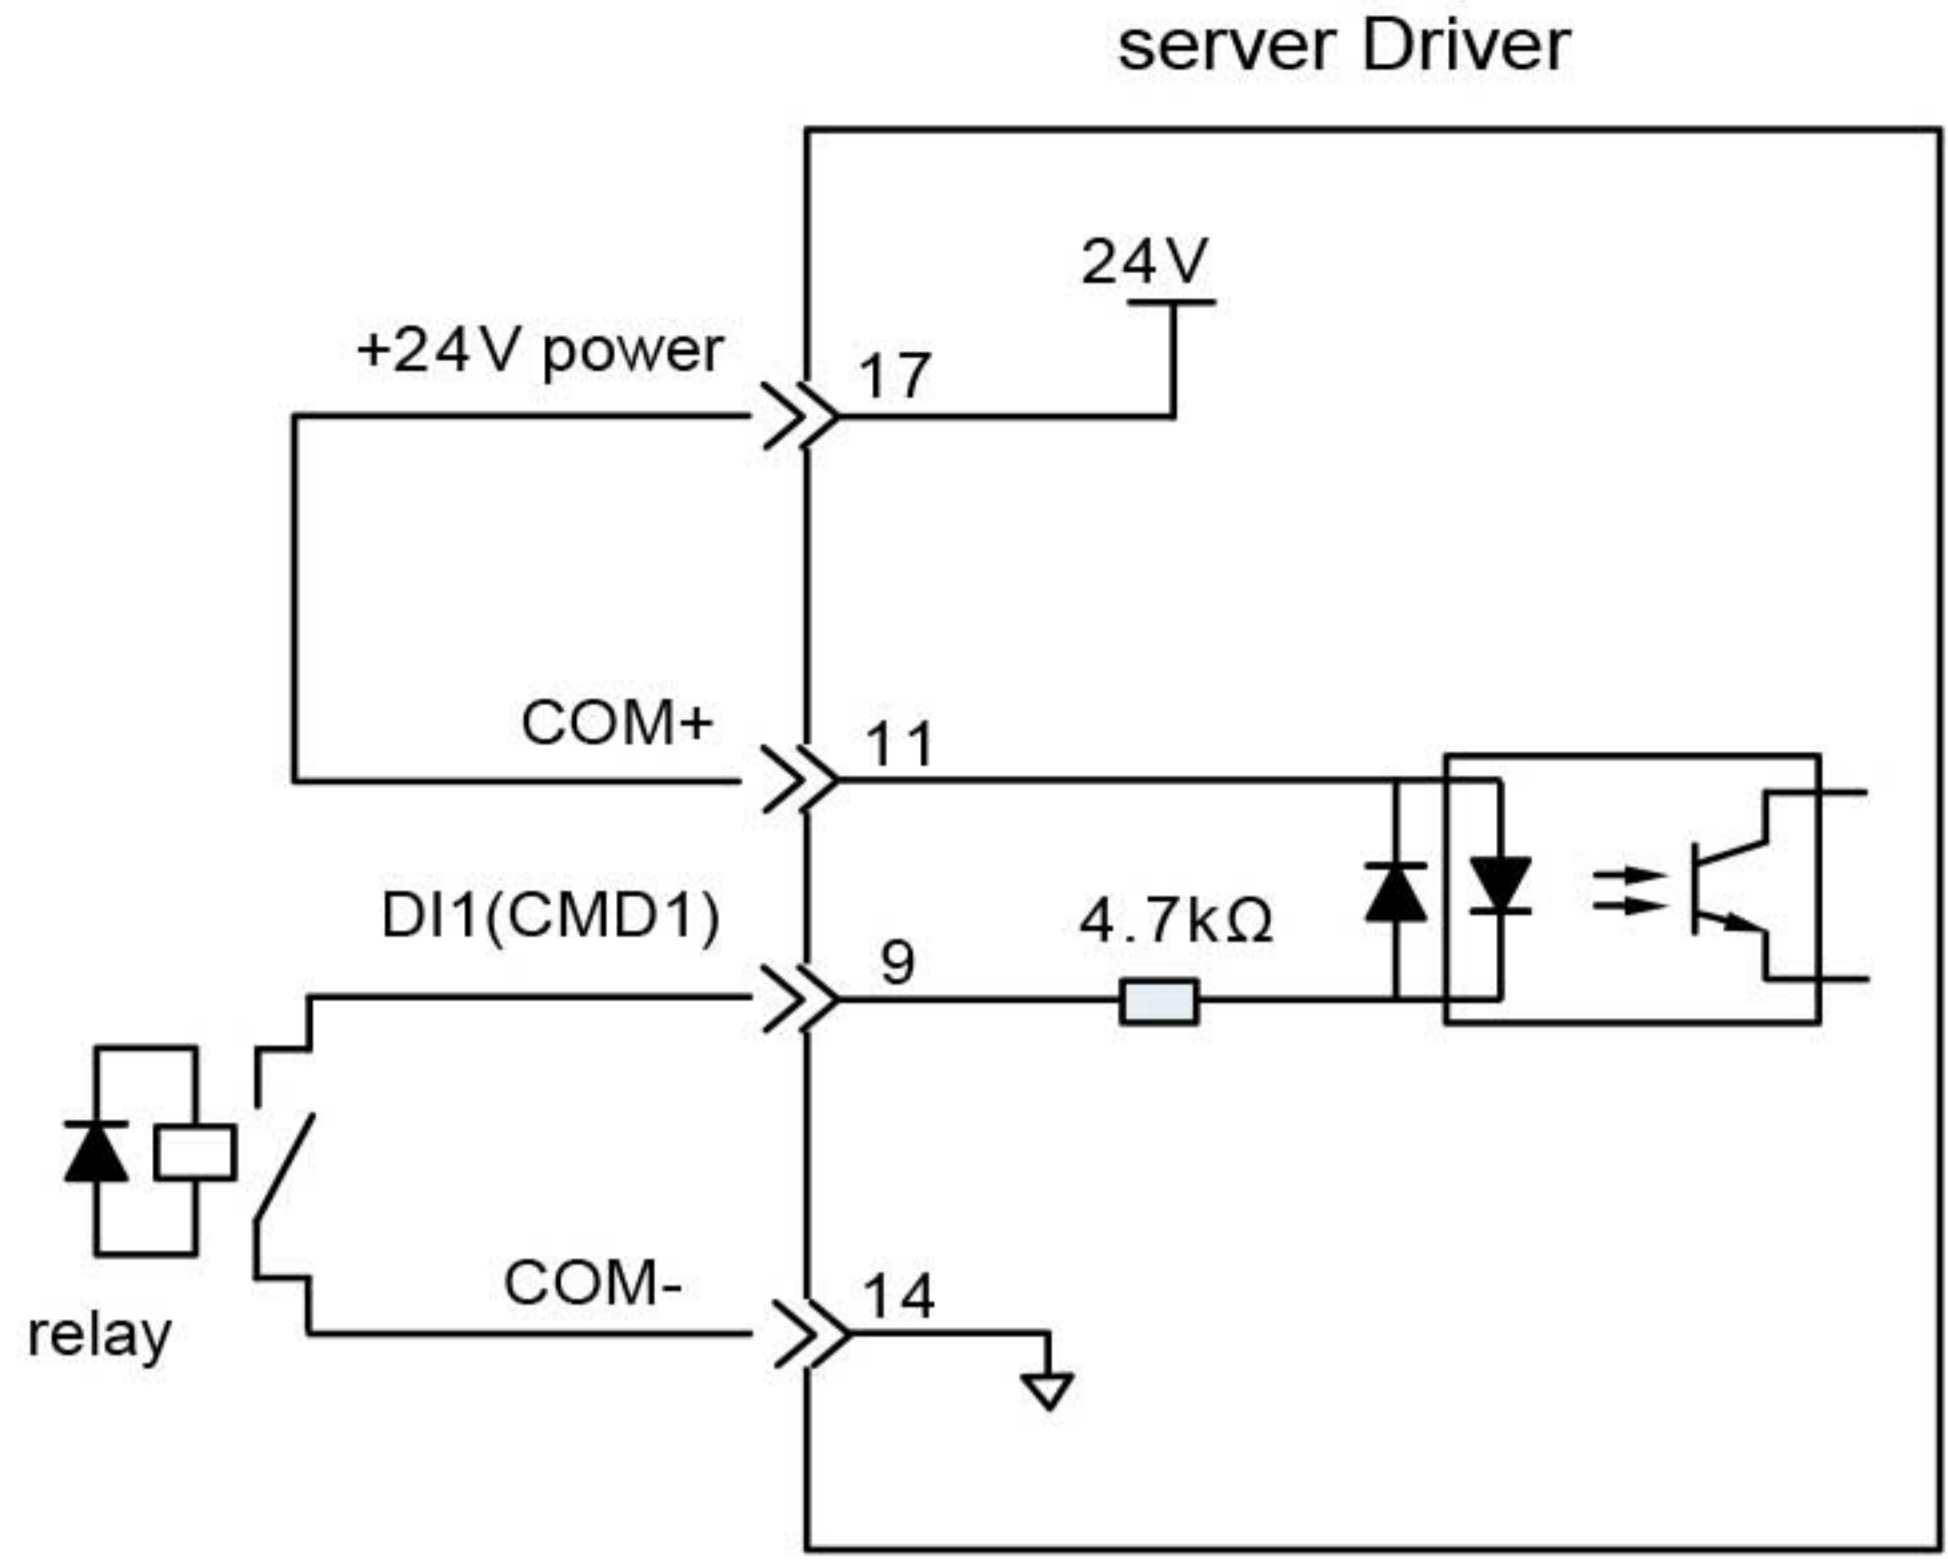 server Driver
24V
+24V power
17
COM+
11
DI1(CMD1)
9
4.7kΩ
COM-
14
relay